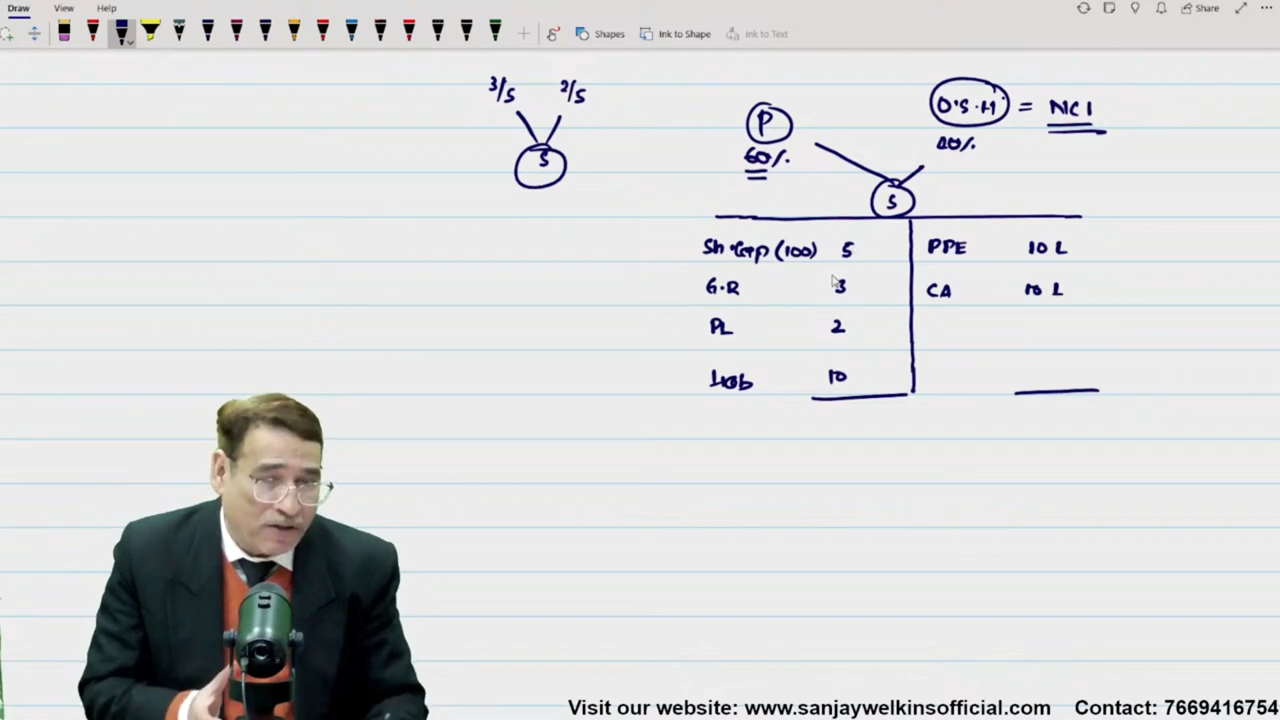 Draw View Help
Share
Shapes Ink to Shape Ink to Text
3/5 2/5
S
P
O.S.H = NCI
60%
40%
S
Sh Cap (100) 5 PPE 10 L
G.R 3 CA 10 L
PL 2
Liab 10
Visit our website: www.sanjaywelkinsofficial.com Contact: 7669416754